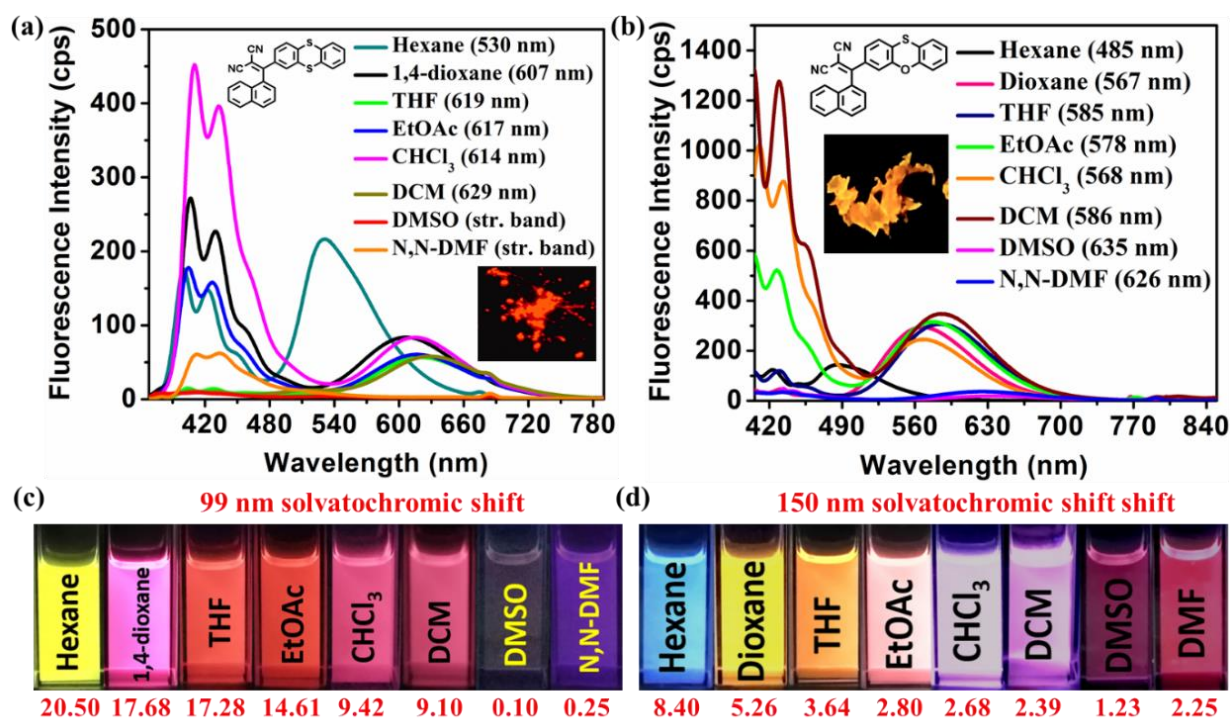 (a)
500
400
300
200
100
0
Fluorescence Intensity (cps)
420 480 540 600 660 720 780
Wavelength (nm)
CN
NC
S
S
Hexane (530 nm)
1,4-dioxane (607 nm)
THF (619 nm)
EtOAc (617 nm)
CHCl₃ (614 nm)
DCM (629 nm)
DMSO (str. band)
N,N-DMF (str. band)
(b)
1400
1200
1000
800
600
400
200
0
Fluorescence Intensity (cps)
420 490 560 630 700 770 840
Wavelength (nm)
CN
NC
S
O
Hexane (485 nm)
Dioxane (567 nm)
THF (585 nm)
EtOAc (578 nm)
CHCl₃ (568 nm)
DCM (586 nm)
DMSO (635 nm)
N,N-DMF (626 nm)
(c) 99 nm solvatochromic shift
Hexane
1,4-dioxane
THF
EtOAc
CHCl₃
DCM
DMSO
N,N-DMF
20.50 17.68 17.28 14.61 9.42 9.10 0.10 0.25
(d) 150 nm solvatochromic shift shift
Hexane
Dioxane
THF
EtOAc
CHCl₃
DCM
DMSO
DMF
8.40 5.26 3.64 2.80 2.68 2.39 1.23 2.25